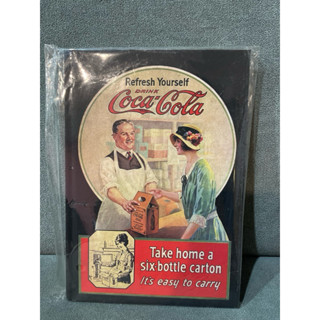 Refresh Yourself
DRINK
Coca-Cola
Take home a
six bottle carton
It's easy to carry